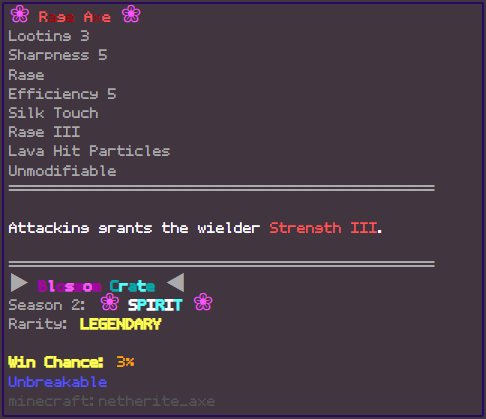 Rage Axe
Looting 3
Sharpness 5
Rage
Efficiency 5
Silk Touch
Rage III
Lava Hit Particles
Unmodifiable
Attacking grants the wielder Strength III.
▶ Blossom Crate ◀
Season 2: SPIRIT
Rarity: LEGENDARY
Win Chance: 3%
Unbreakable
minecraft:netherite_axe